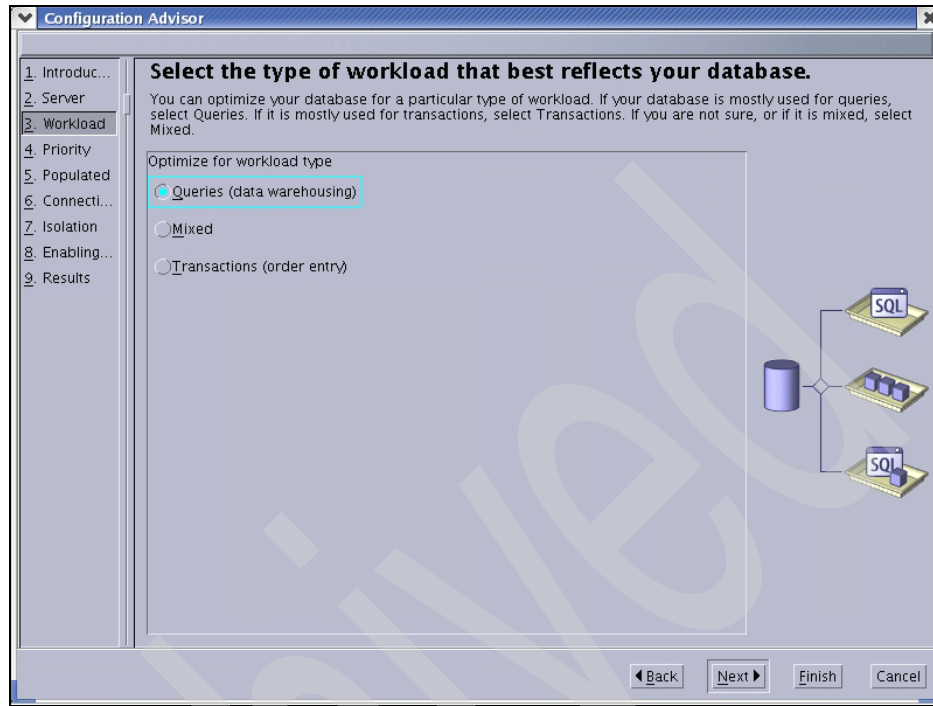 Configuration Advisor
1. Introduc...
2. Server
3. Workload
4. Priority
5. Populated
6. Connecti...
7. Isolation
8. Enabling...
9. Results
Select the type of workload that best reflects your database.
You can optimize your database for a particular type of workload. If your database is mostly used for queries,
select Queries. If it is mostly used for transactions, select Transactions. If you are not sure, or if it is mixed, select
Mixed.
Optimize for workload type
Queries (data warehousing)
Mixed
Transactions (order entry)
SQL
SQL
Back
Next
Finish
Cancel